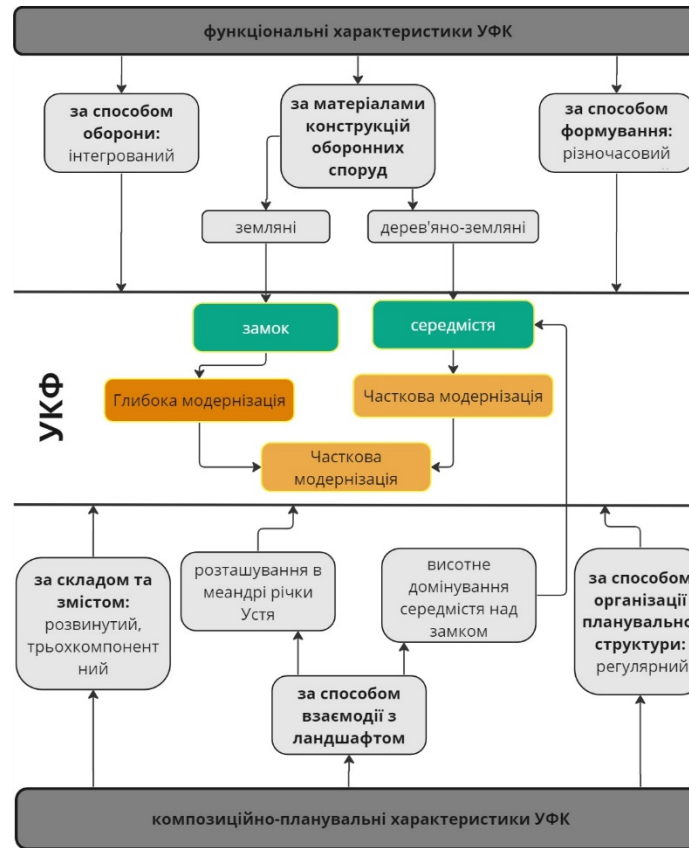 функціональні характеристики УФК
за способом
оборони:
інтегрований
за матеріалами
конструкцій
оборонних
споруд
за способом
формування:
різночасовий
земляні
дерев'яно-земляні
УКФ
замок
середмістя
Глибока модернізація
Часткова модернізація
Часткова
модернізація
за складом та
змістом:
розвинутий,
трьохкомпонент
ний
розташування в
меандрі річки
Устя
висотне
домінування
середмістя над
замком
за способом
організації
планувально
структури:
регулярний
за способом
взаємодії з
ландшафтом
композиційно-планувальні характеристики УФК